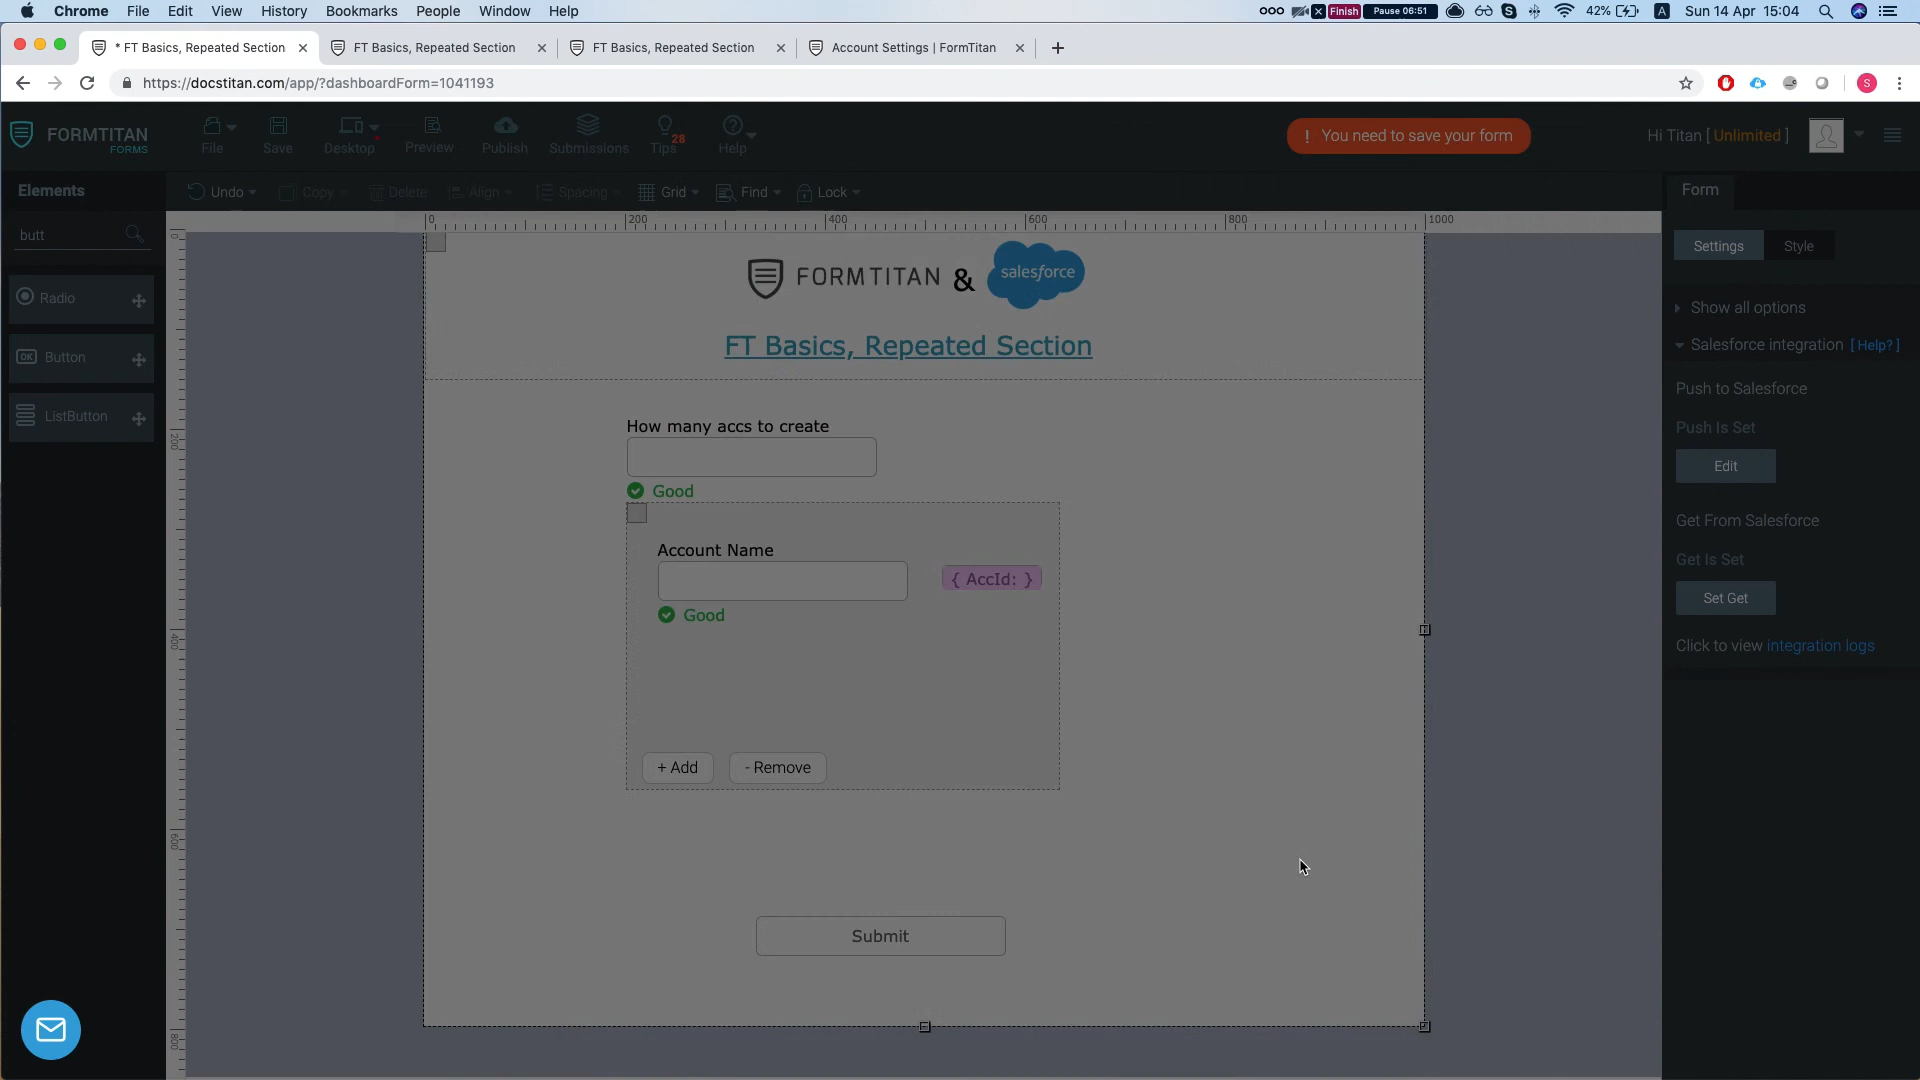 Chrome File Edit View History Bookmarks People Window Help
Finish Pause 06:51 42% A Sun 14 Apr 15:04
* FT Basics, Repeated Section
FT Basics, Repeated Section
FT Basics, Repeated Section
Account Settings | FormTitan
https://docstitan.com/app/?dashboardForm=1041193
S
FORMTITAN
FORMS
File
Save
Desktop
Preview
Publish
Submissions
Tips
28
Help
! You need to save your form
Hi Titan [ Unlimited ]
Elements
Undo Copy Delete Align Spacing Grid Find Lock
Form
butt
0 200 400 600 800 1000
Settings Style
Radio
Button
ListButton
OK
0
200
400
600
800
FORMTITAN & salesforce
FT Basics, Repeated Section
How many accs to create
Good
Account Name
{ AccId: }
Good
+ Add - Remove
Submit
Show all options
Salesforce integration [ Help? ]
Push to Salesforce
Push Is Set
Edit
Get From Salesforce
Get Is Set
Set Get
Click to view integration logs